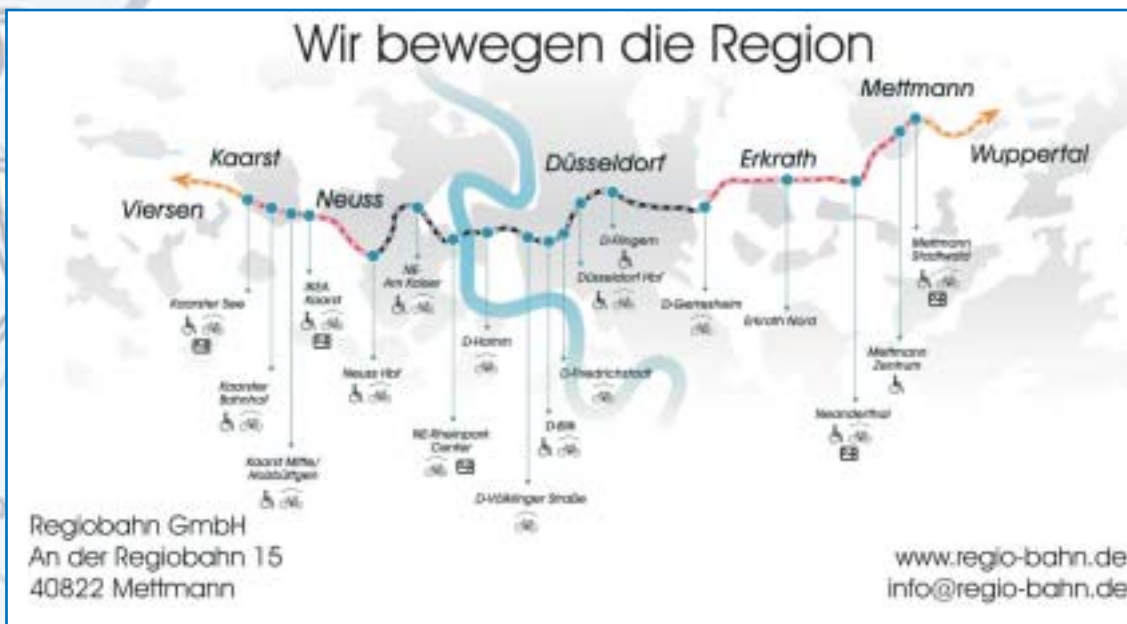 Wir bewegen die Region
Mettmann
Kaarst
Düsseldorf
Erkrath
Wuppertal
Neuss
Viersen
Kaarster See
IKEA
Kaarst
NE-
Am Kaiser
D-Flingern
Düsseldorf Hbf
D-Gerresheim
Erkrath Nord
Mettmann
Stadtwald
Kaarster
Bahnhof
Neuss Hbf
D-Hamm
D-Friedrichstadt
Mettmann
Zentrum
Kaarst Mitte/
Holzbüttgen
NE-Rheinpark
Center
D-Bilk
Neanderthal
D-Völklinger Straße
Regiobahn GmbH
An der Regiobahn 15
40822 Mettmann
www.regio-bahn.de
info@regio-bahn.de